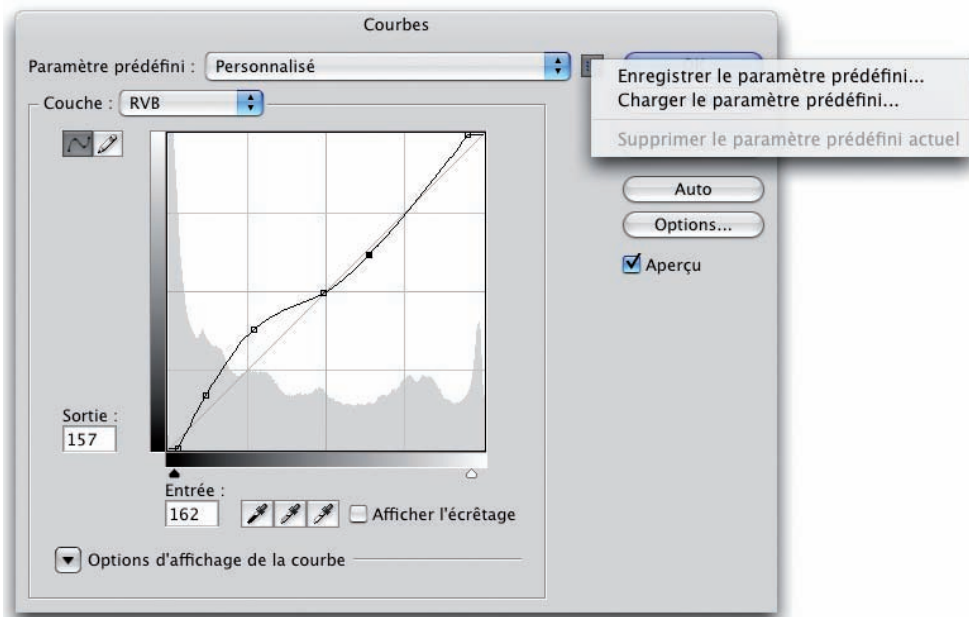 Courbes
Paramètre prédéfini : Personnalisé
Enregistrer le paramètre prédéfini...
Charger le paramètre prédéfini...
Supprimer le paramètre prédéfini actuel
Couche : RVB
Auto
Options...
Aperçu
Sortie :
157
Entrée :
162
Afficher l'écrêtage
Options d'affichage de la courbe